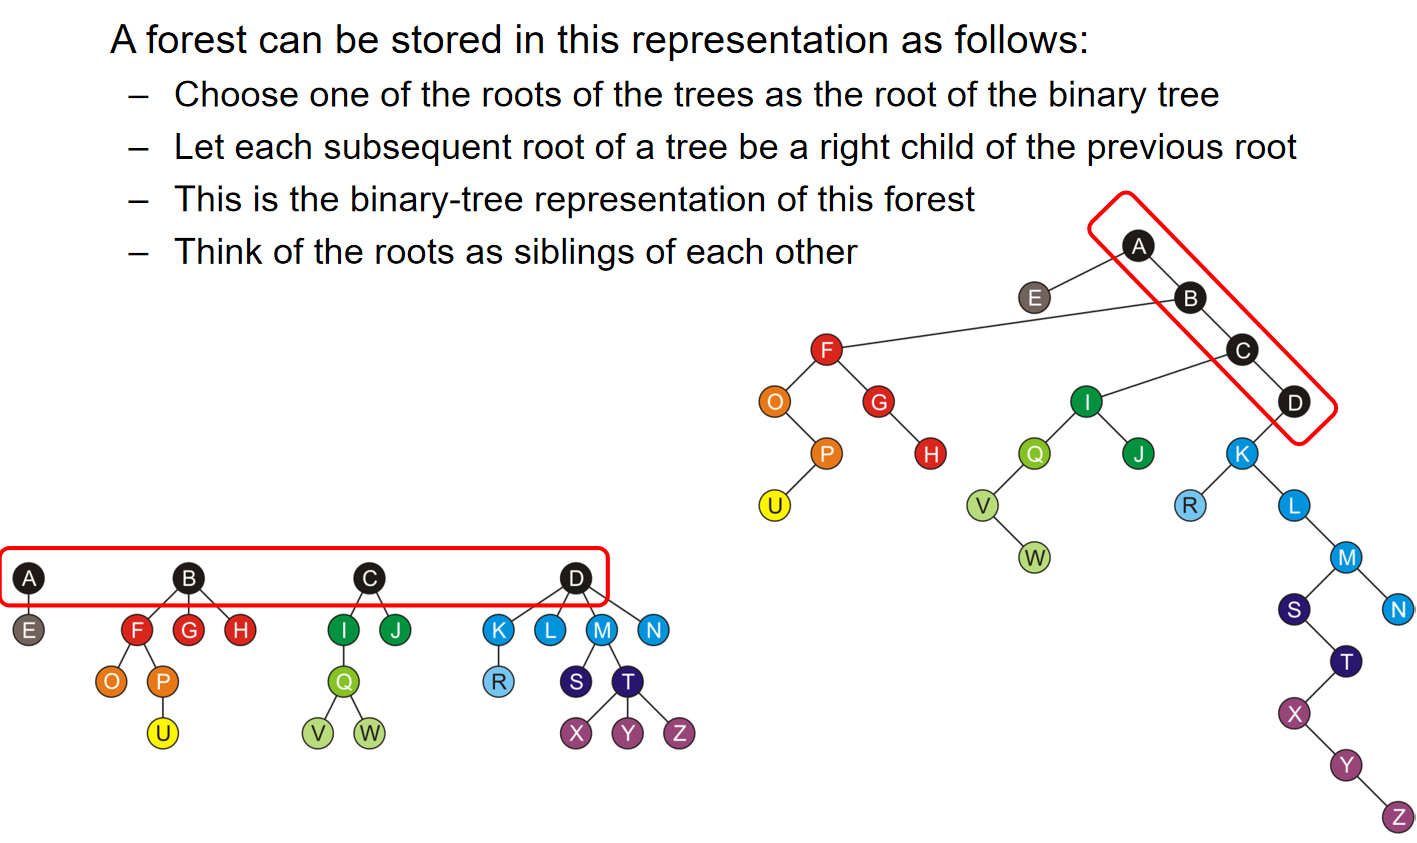 A forest can be stored in this representation as follows:
– Choose one of the roots of the trees as the root of the binary tree
– Let each subsequent root of a tree be a right child of the previous root
– This is the binary-tree representation of this forest
– Think of the roots as siblings of each other
A
E B
F C
O G I D
P H Q J K
U V R L
W M
S N
T
X
Y
Z
A B C D
E F G H I J K L M N
O P Q R S T
U V W X Y Z